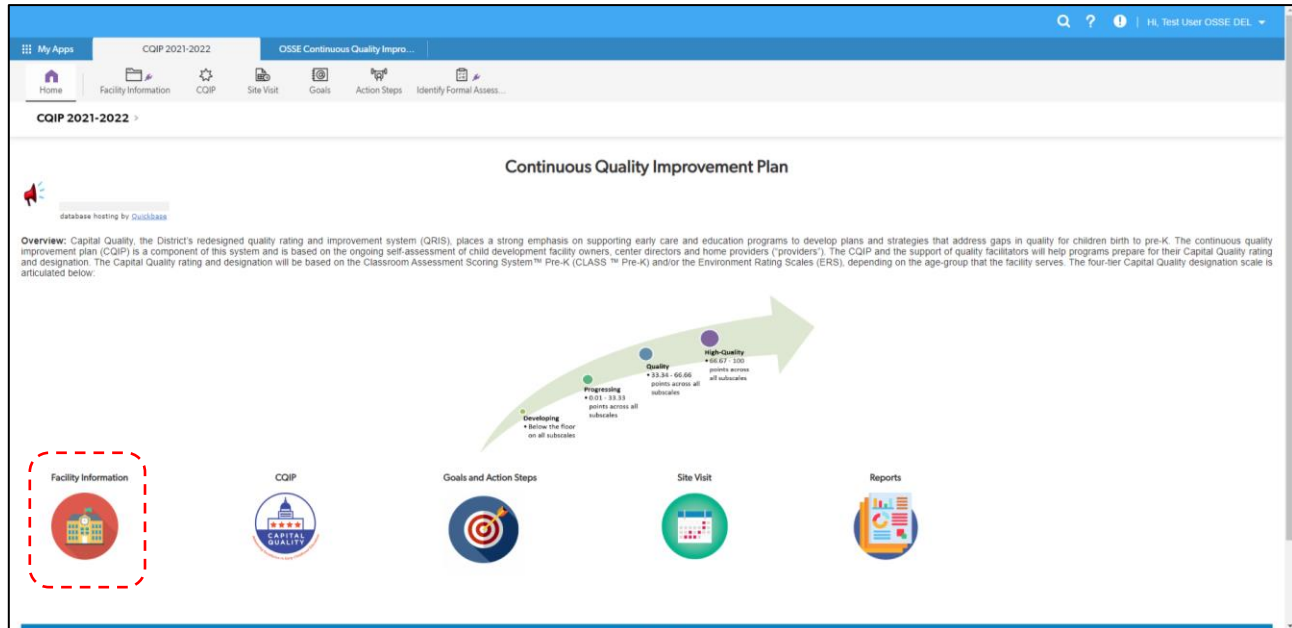 Hi, Test User OSSE DEL
My Apps
CQIP 2021-2022
OSSE Continuous Quality Impro...
Home
Facility Information
CQIP
Site Visit
Goals
Action Steps
Identify Formal Assess...
CQIP 2021-2022 >
Continuous Quality Improvement Plan
database hosting by Quickbase
Overview: Capital Quality, the District's redesigned quality rating and improvement system (QRIS), places a strong emphasis on supporting early care and education programs to develop plans and strategies that address gaps in quality for children birth to pre-K. The continuous quality
improvement plan (CQIP) is a component of this system and is based on the ongoing self-assessment of child development facility owners, center directors and home providers ("providers"). The CQIP and the support of quality facilitators will help programs prepare for their Capital Quality rating
and designation. The Capital Quality rating and designation will be based on the Classroom Assessment Scoring System™ Pre-K (CLASS ™ Pre-K) and/or the Environment Rating Scales (ERS), depending on the age-group that the facility serves. The four-tier Capital Quality designation scale is
articulated below:
High-Quality
• 66.67 - 100
points across
all subscales
Quality
• 33.34 - 66.66
points across all
subscales
Progressing
• 0.01 - 33.33
points across all
subscales
Developing
• Below the floor
on all subscales
Facility Information
CQIP
Goals and Action Steps
Site Visit
Reports
CAPITAL
QUALITY